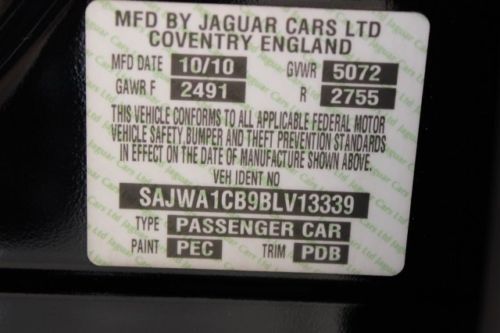 MFD BY JAGUAR CARS LTD
COVENTRY ENGLAND
MFD DATE 10/10 GVWR 5072
GAWR F 2491 R 2755
THIS VEHICLE CONFORMS TO ALL APPLICABLE FEDERAL MOTOR
VEHICLE SAFETY,BUMPER AND THEFT PREVENTION STANDARDS
IN EFFECT ON THE DATE OF MANUFACTURE SHOWN ABOVE.
VEH IDENT NO
SAJWA1CB9BLV13339
TYPE PASSENGER CAR
PAINT PEC TRIM PDB